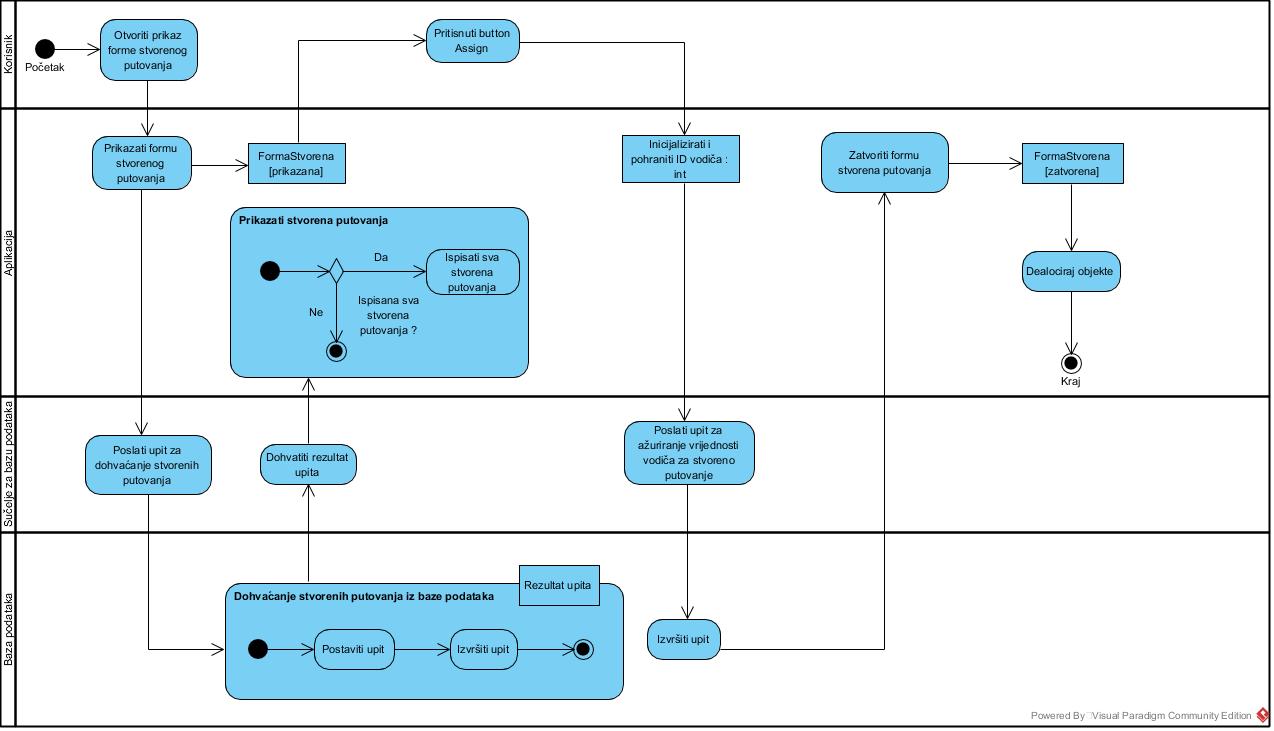 Korisnik
Početak
Otvoriti prikaz
forme stvorenog
putovanja
Pritisnuti button
Assign
Aplikacija
Prikazati formu
stvorenog
putovanja
FormaStvorena
[prikazana]
Inicijalizirati i
pohraniti ID vodiča :
int
Zatvoriti formu
stvorena putovanja
FormaStvorena
[zatvorena]
Prikazati stvorena putovanja
Da
Ispisati sva
stvorena
putovanja
Ne
Ispisana sva
stvorena
putovanja ?
Dealociraj objekte
Kraj
Sučelje za bazu podataka
Poslati upit za
dohvaćanje stvorenih
putovanja
Dohvatiti rezultat
upita
Poslati upit za
ažuriranje vrijednosti
vodiča za stvoreno
putovanje
Baza podataka
Dohvaćanje stvorenih putovanja iz baze podataka
Rezultat upita
Postaviti upit
Izvršiti upit
Izvršiti upit
Powered By Visual Paradigm Community Edition